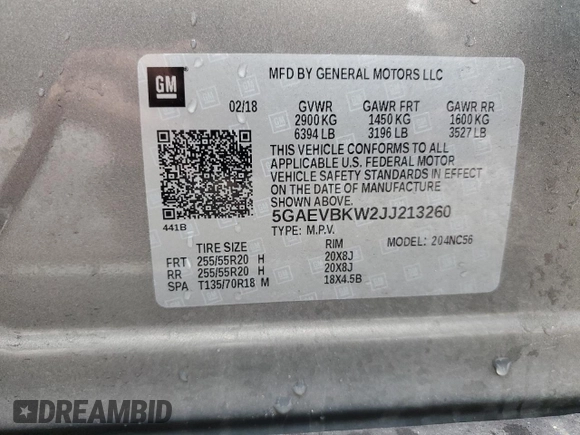 GM
MFD BY GENERAL MOTORS LLC
02/18 GVWR GAWR FRT GAWR RR
2900 KG 1450 KG 1600 KG
6394 LB 3196 LB 3527 LB
THIS VEHICLE CONFORMS TO ALL
APPLICABLE U.S. FEDERAL MOTOR
VEHICLE SAFETY STANDARDS IN EFFECT
ON THE DATE OF MANUFACTURE
SHOWN ABOVE.
5GAEVBKW2JJ213260
441B
TYPE: M.P.V. MODEL: 204NC56
TIRE SIZE RIM
FRT 255/55R20 H 20X8J
RR 255/55R20 H 20X8J
SPA T135/70R18 M 18X4.5B
DREAMBID